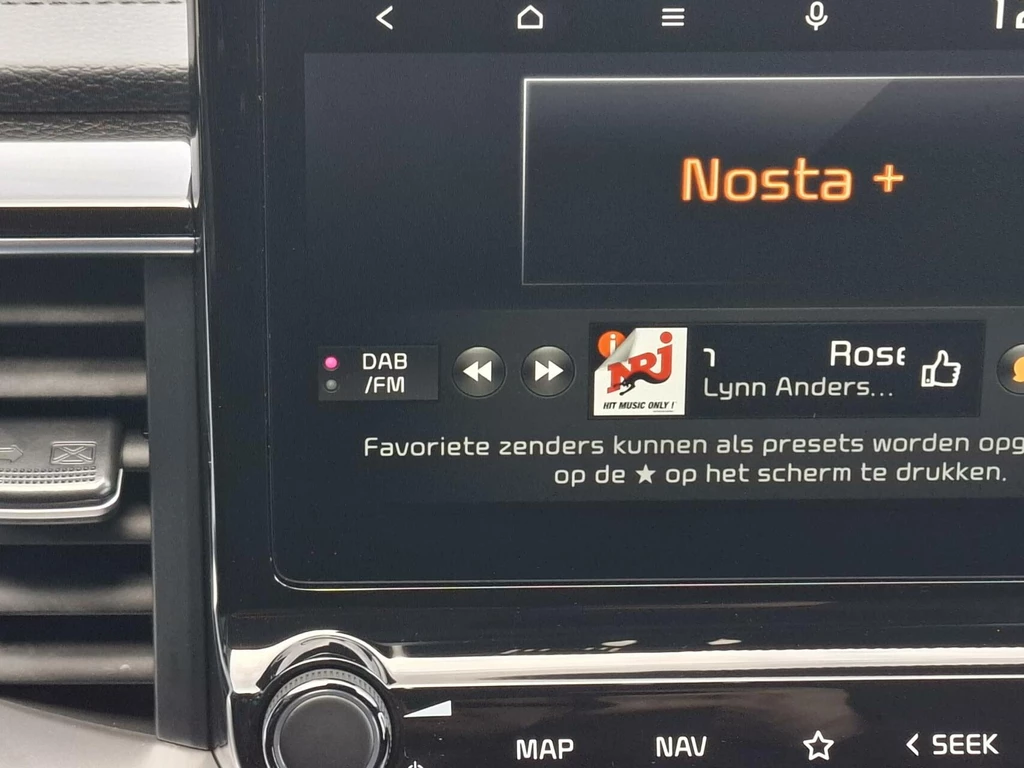 12
Nosta +
DAB
/FM
NRJ
HIT MUSIC ONLY !
Rose
Lynn Anders...
Favoriete zenders kunnen als presets worden opg
op de ★ op het scherm te drukken.
MAP
NAV
SEEK